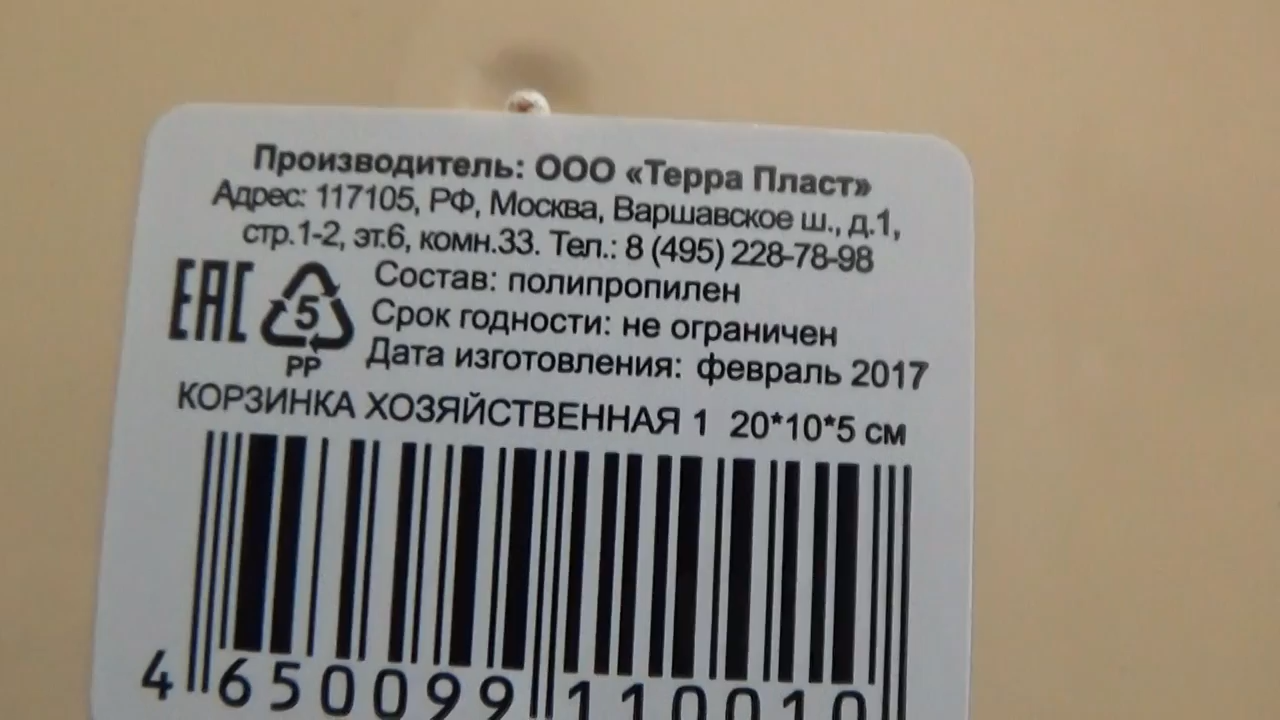 Производитель: ООО «Терра Пласт»
Адрес: 117105, РФ, Москва, Варшавское ш., д.1,
стр.1-2, эт.6, комн.33. Тел.: 8 (495) 228-78-98
EAC
5
PP
Состав: полипропилен
Срок годности: не ограничен
Дата изготовления: февраль 2017
КОРЗИНКА ХОЗЯЙСТВЕННАЯ 1 20*10*5 см
4 650099 110010